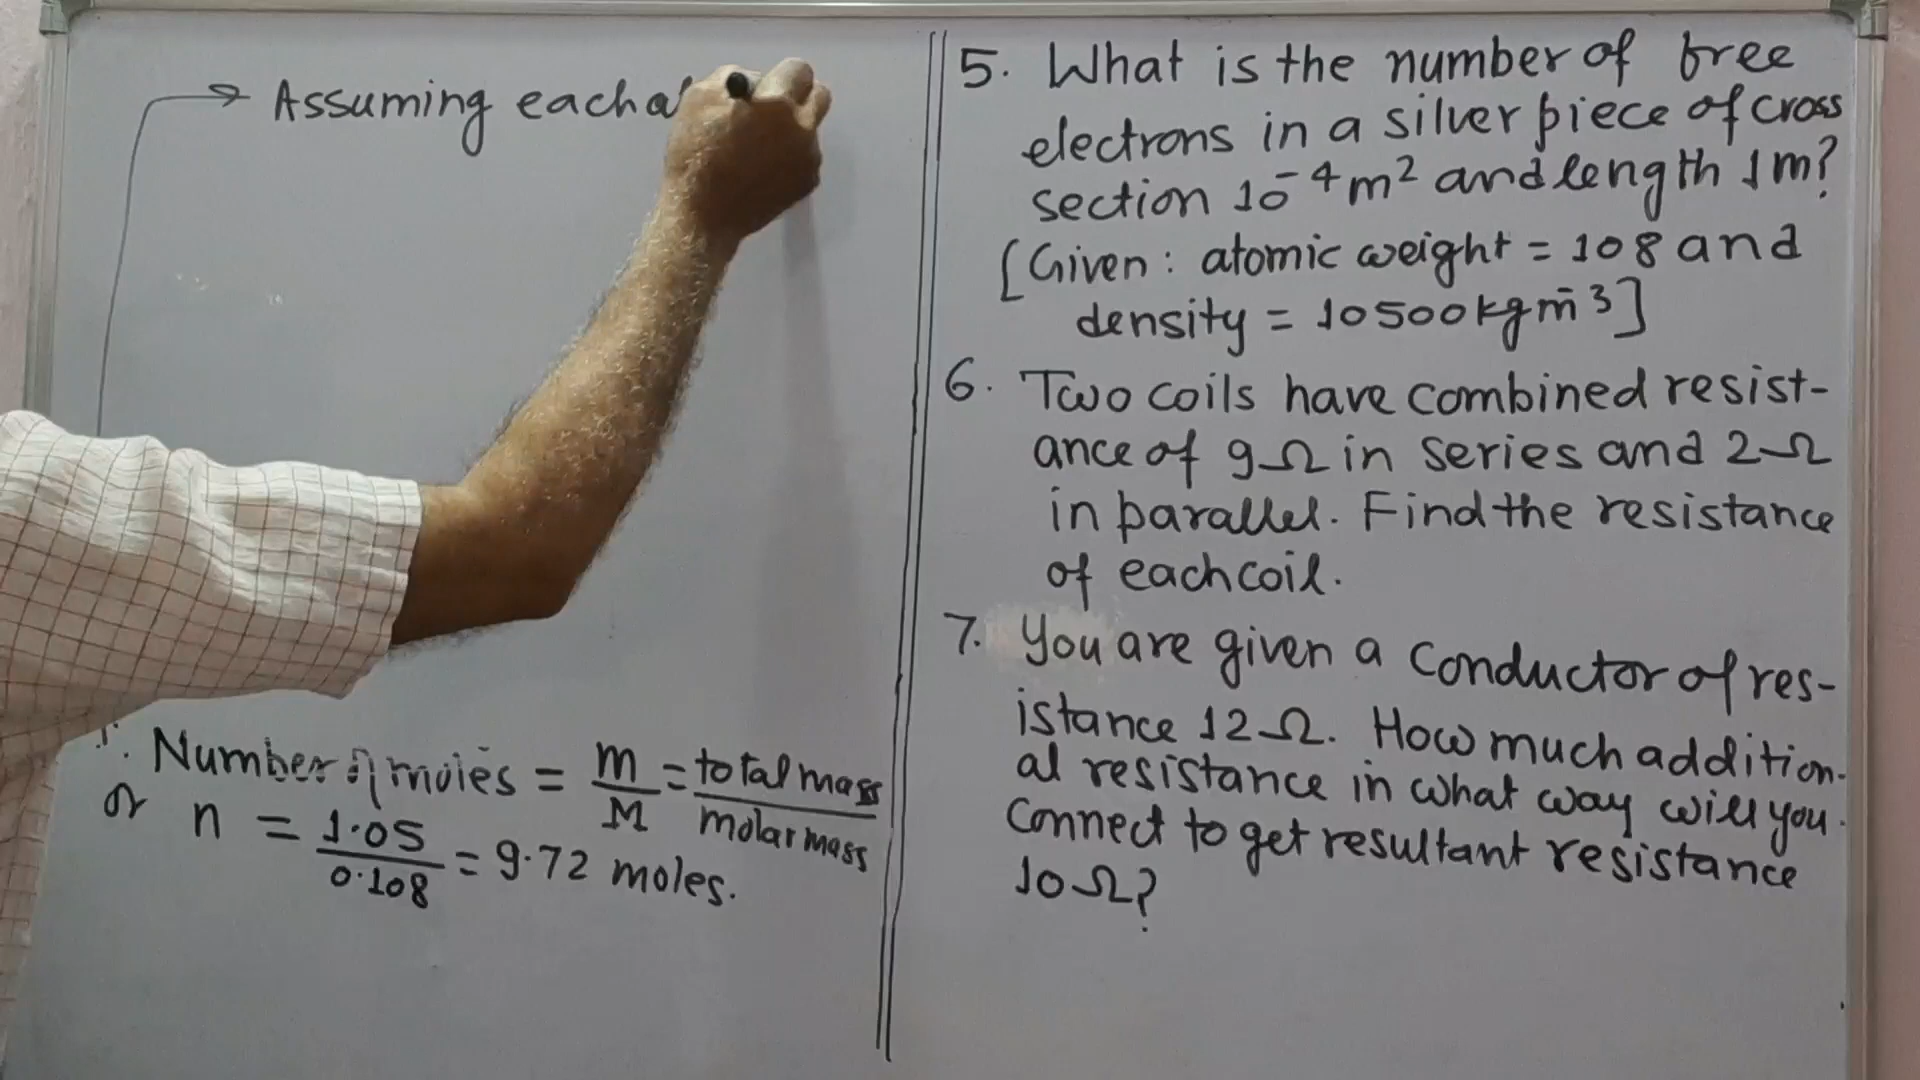 Assuming each a
Number of moles = m/M = total mass/molar mass
or n = 1.05/0.108 = 9.72 moles.
5. What is the number of free
electrons in a silver piece of cross
section 10⁻⁴ m² and length 1m?
[Given: atomic weight = 108 and
density = 10500 kg m⁻³]
6. Two coils have combined resist-
ance of 9Ω in series and 2Ω
in parallel. Find the resistance
of each coil.
7. You are given a conductor of res-
istance 12Ω. How much addition-
al resistance in what way will you
connect to get resultant resistance
10Ω?